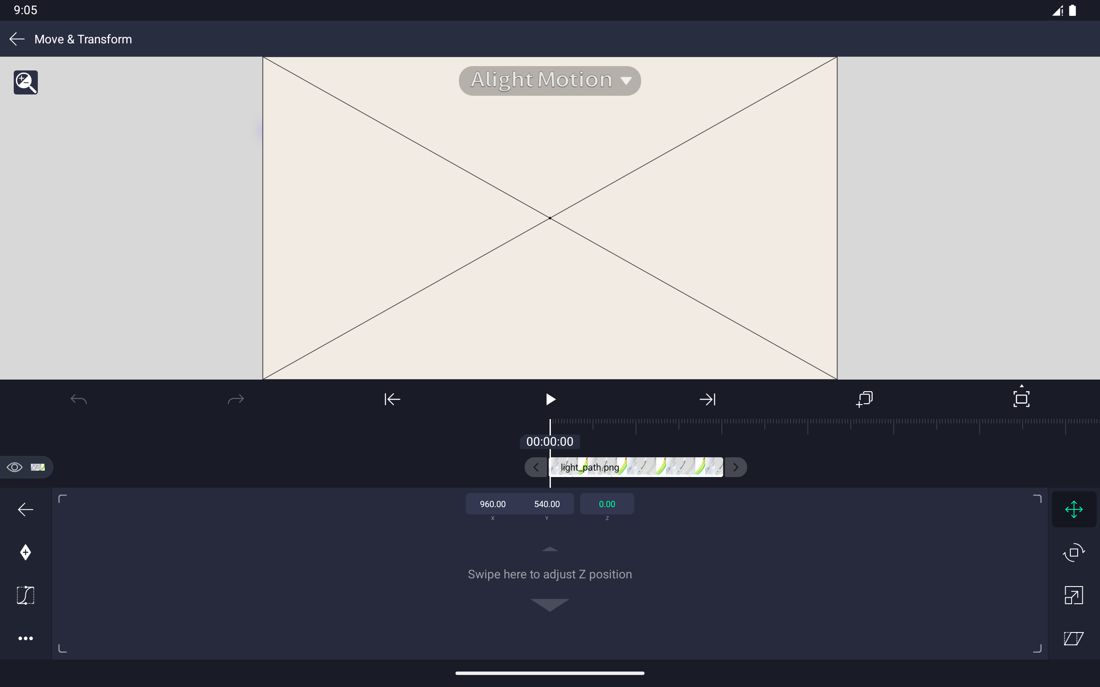 9:05
Move & Transform
Alight Motion
00:00:00
light_path.png
960.00 540.00 0.00
X Y Z
Swipe here to adjust Z position